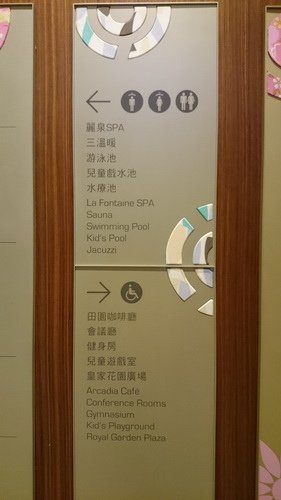 麗泉SPA
三溫暖
游泳池
兒童戲水池
水療池
La Fontaine SPA
Sauna
Swimming Pool
Kid's Pool
Jacuzzi
田園咖啡廳
會議廳
健身房
兒童遊戲室
皇家花園廣場
Arcadia Café
Conference Rooms
Gymnasium
Kid's Playground
Royal Garden Plaza